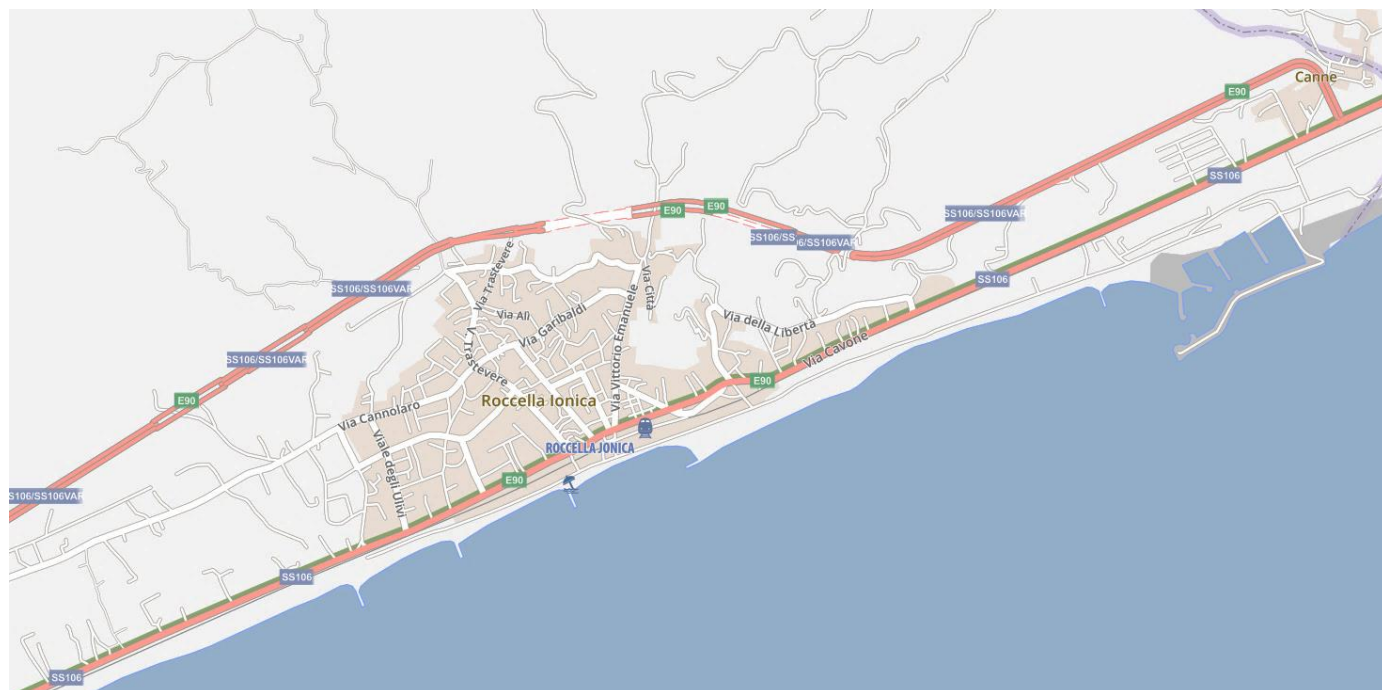 Canne
E90
SS106
E90
E90
SS106/SS106VAR
SS106/SS
6/SS106VAR
SS106
SS106/SS106VAR
Via Trastevere
Via Città
Via Alì
Via Garibaldi
Via Vittorio Emanuele
Via della Libertà
V. Trastevere
Via Cavone
SS106/SS106VAR
E90
E90
Roccella Ionica
Via Cannolaro
Viale degli Ulivi
ROCCELLA JONICA
E90
S106/SS106VAR
SS106
SS106